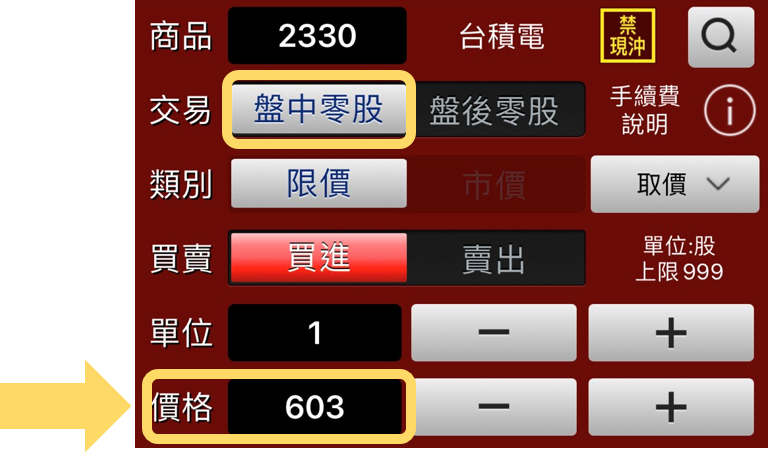 商品 2330 台積電 禁現沖
交易 盤中零股 盤後零股 手續費說明 i
類別 限價 市價 取價
買賣 買進 賣出 單位:股 上限999
單位 1 − +
價格 603 − +